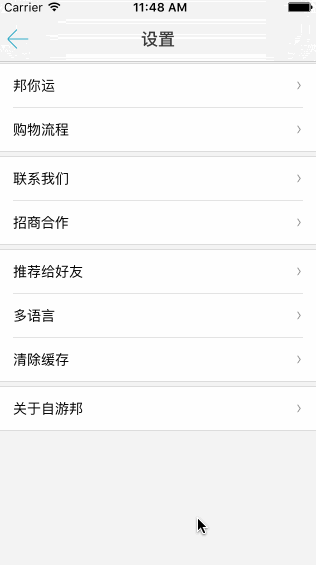 Carrier 11:48 AM
设置
邦你运
购物流程
联系我们
招商合作
推荐给好友
多语言
清除缓存
关于自游邦